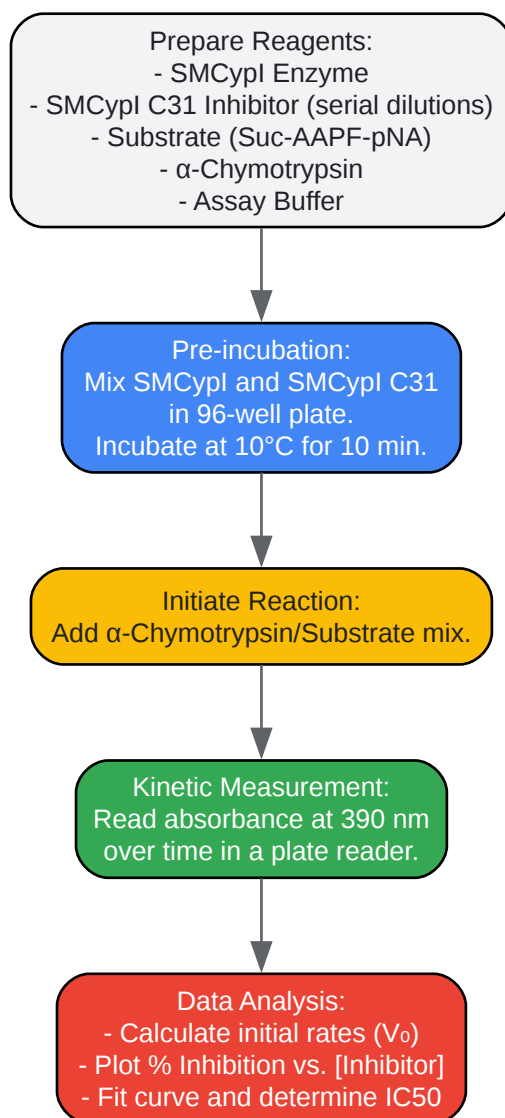 Prepare Reagents:
- SMCypI Enzyme
- SMCypI C31 Inhibitor (serial dilutions)
- Substrate (Suc-AAPF-pNA)
- α-Chymotrypsin
- Assay Buffer
Pre-incubation:
Mix SMCypI and SMCypI C31
in 96-well plate.
Incubate at 10°C for 10 min.
Initiate Reaction:
Add α-Chymotrypsin/Substrate mix.
Kinetic Measurement:
Read absorbance at 390 nm
over time in a plate reader.
Data Analysis:
- Calculate initial rates (V₀)
- Plot % Inhibition vs. [Inhibitor]
- Fit curve and determine IC50